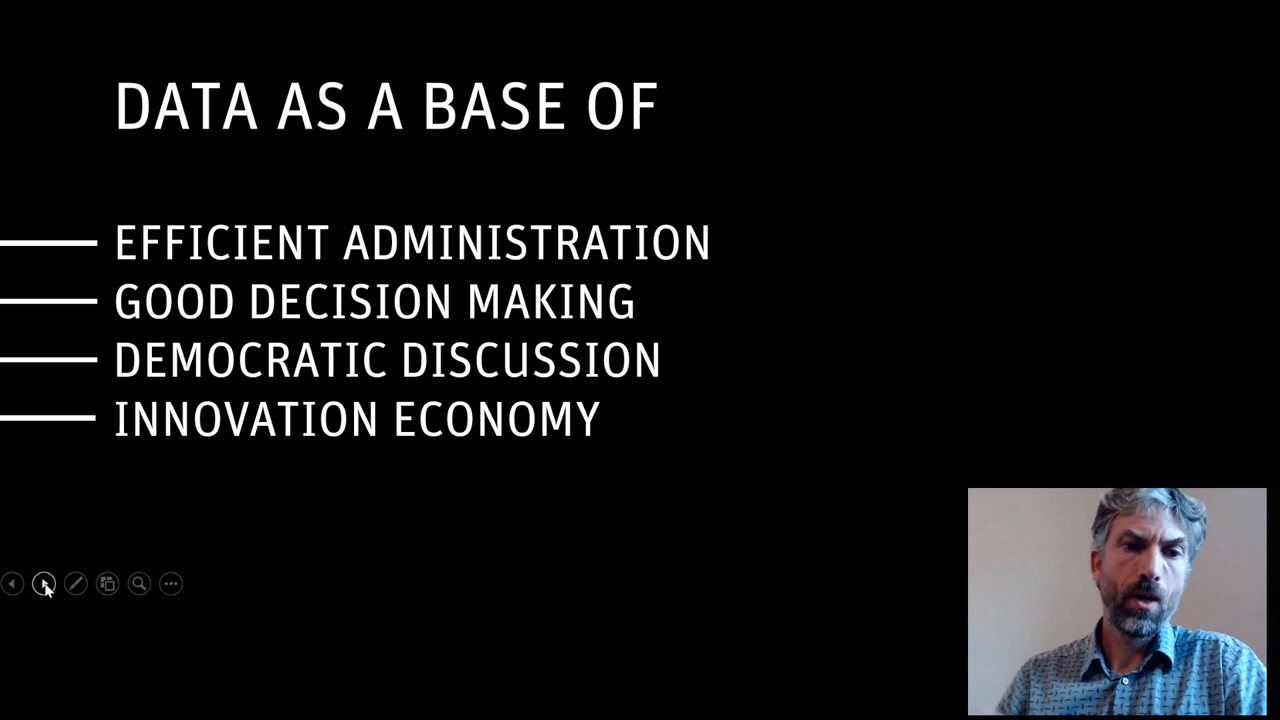 DATA AS A BASE OF
EFFICIENT ADMINISTRATION
GOOD DECISION MAKING
DEMOCRATIC DISCUSSION
INNOVATION ECONOMY